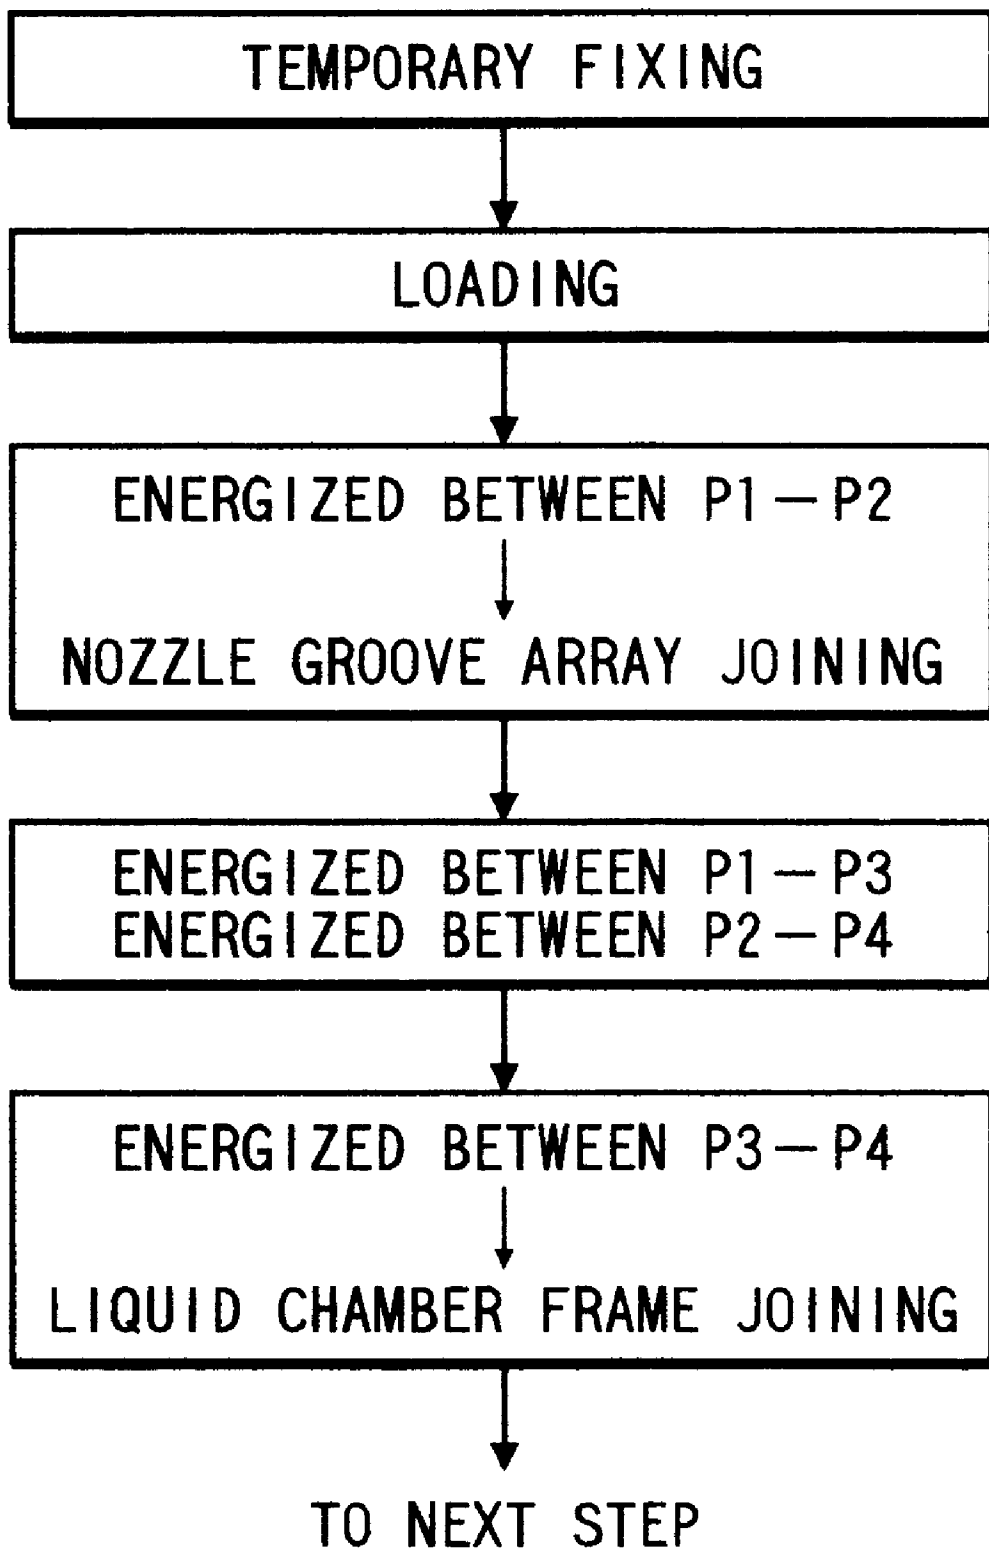 TEMPORARY FIXING
LOADING
ENERGIZED BETWEEN P1—P2
NOZZLE GROOVE ARRAY JOINING
ENERGIZED BETWEEN P1—P3
ENERGIZED BETWEEN P2—P4
ENERGIZED BETWEEN P3—P4
LIQUID CHAMBER FRAME JOINING
TO NEXT STEP